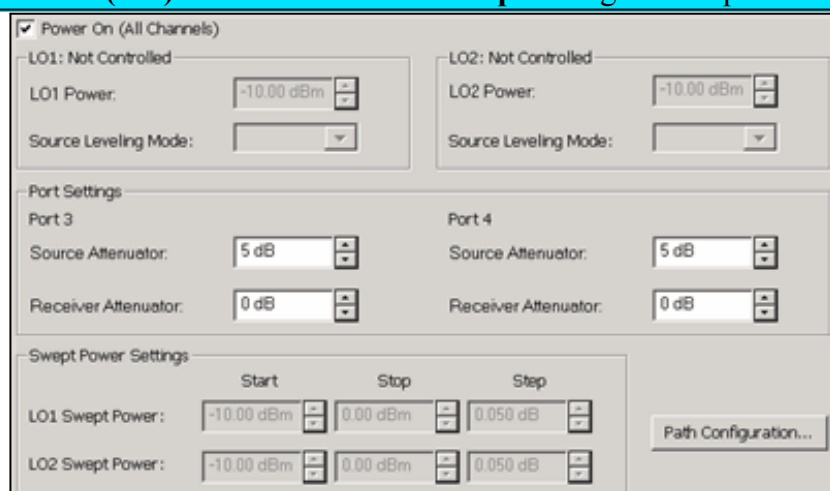 Power On (All Channels)
LO1: Not Controlled
LO1 Power: -10.00 dBm
Source Leveling Mode:
LO2: Not Controlled
LO2 Power: -10.00 dBm
Source Leveling Mode:
Port Settings
Port 3
Source Attenuator: 5 dB
Receiver Attenuator: 0 dB
Port 4
Source Attenuator: 5 dB
Receiver Attenuator: 0 dB
Swept Power Settings
Start Stop Step
LO1 Swept Power: -10.00 dBm 0.00 dBm 0.050 dB
LO2 Swept Power: -10.00 dBm 0.00 dBm 0.050 dB
Path Configuration...